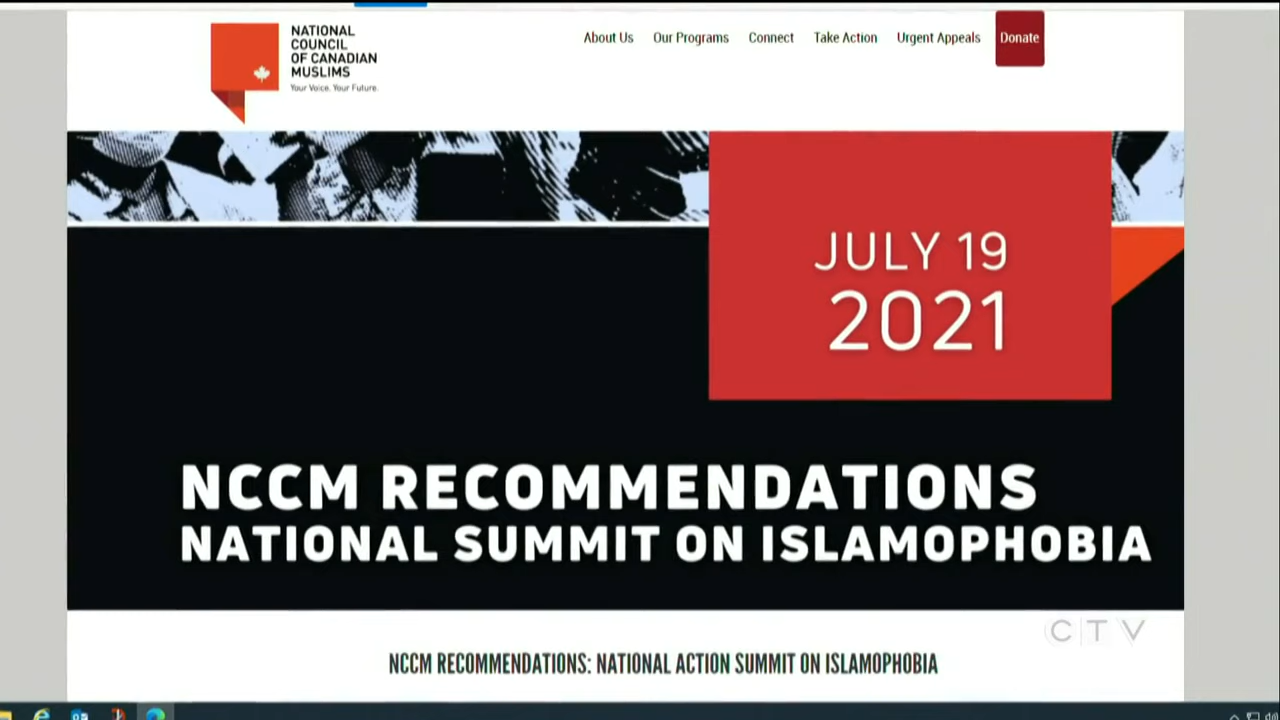 NATIONAL
COUNCIL
OF CANADIAN
MUSLIMS
Your Voice. Your Future.
About Us Our Programs Connect Take Action Urgent Appeals Donate
JULY 19
2021
NCCM RECOMMENDATIONS
NATIONAL SUMMIT ON ISLAMOPHOBIA
CTV
NCCM RECOMMENDATIONS: NATIONAL ACTION SUMMIT ON ISLAMOPHOBIA